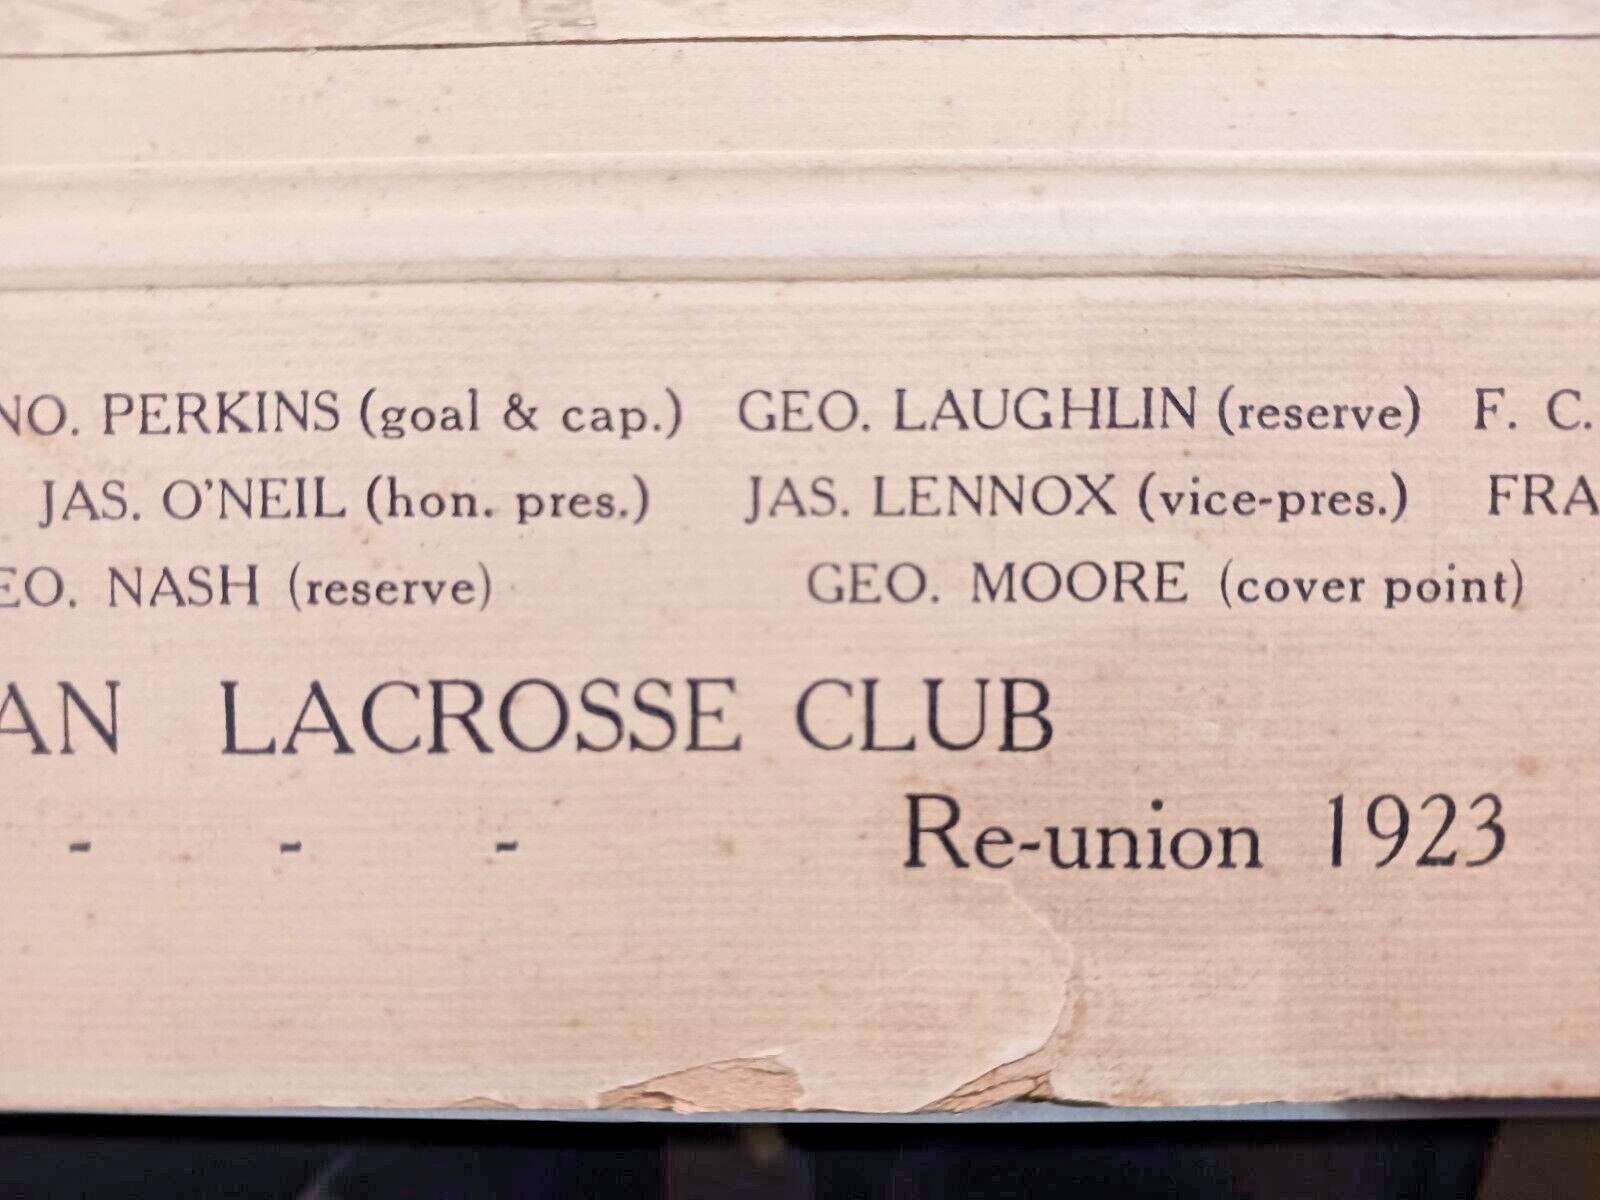 NO. PERKINS (goal & cap.) GEO. LAUGHLIN (reserve) F. C.
JAS. O'NEIL (hon. pres.) JAS. LENNOX (vice-pres.) FRA
EO. NASH (reserve) GEO. MOORE (cover point)
AN LACROSSE CLUB
- - - Re-union 1923